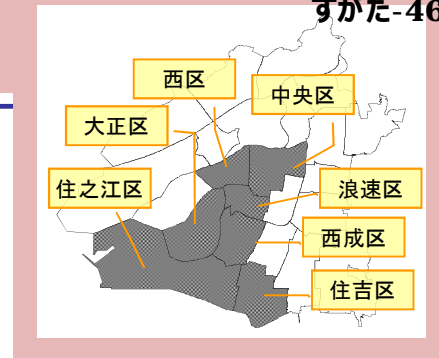 すがた-46
西区
中央区
大正区
住之江区
浪速区
西成区
住吉区